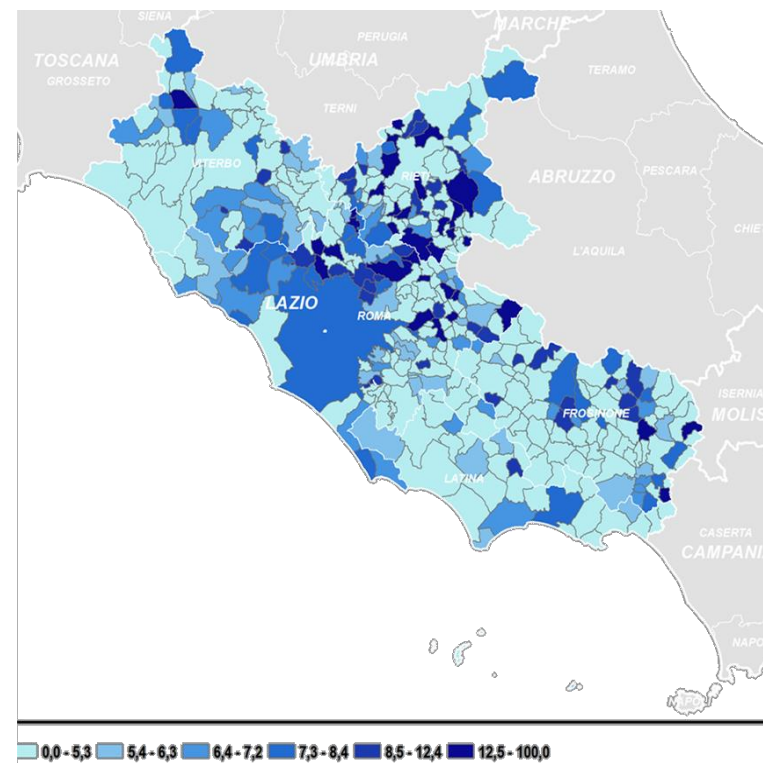 SIENA
MARCHE
PERUGIA
TOSCANA
UMBRIA
GROSSETO
TERAMO
TERNI
VITERBO
RIETI
PESCARA
ABRUZZO
CHIET
L'AQUILA
LAZIO
ROMA
ISERNIA
FROSINONE
MOLIS
LATINA
CASERTA
CAMPANI
NAPO
NAPOLI
0,0 - 5,3 5,4 - 6,3 6,4 - 7,2 7,3 - 8,4 8,5 - 12,4 12,5 - 100,0